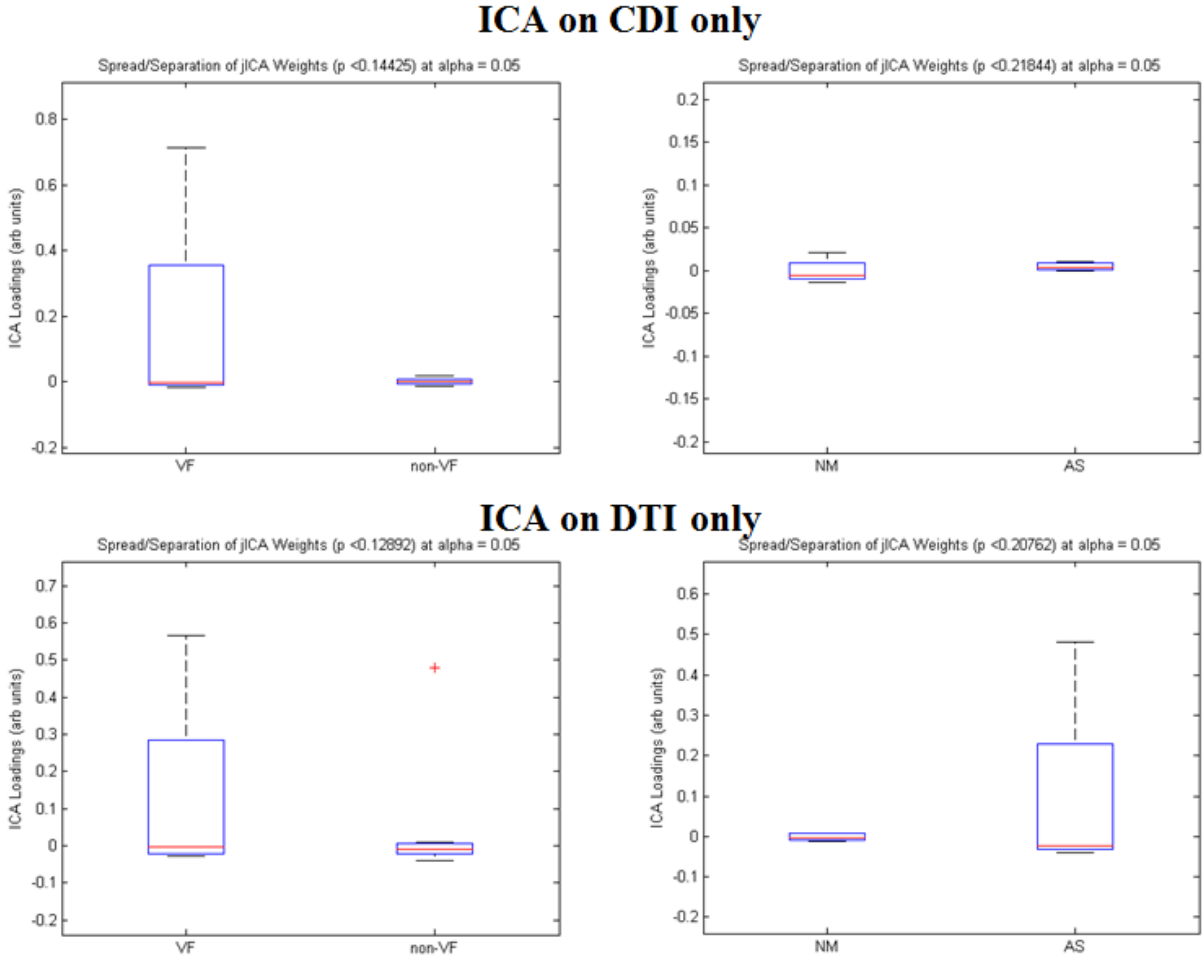 ICA on CDI only
Spread/Separation of jICA Weights (p <0.14425) at alpha = 0.05
ICA Loadings (arb units)
0.8
0.6
0.4
0.2
0
-0.2
VF
non-VF
Spread/Separation of jICA Weights (p <0.21844) at alpha = 0.05
ICA Loadings (arb units)
0.2
0.15
0.1
0.05
0
-0.05
-0.1
-0.15
-0.2
NM
AS
ICA on DTI only
Spread/Separation of jICA Weights (p <0.12892) at alpha = 0.05
ICA Loadings (arb units)
0.7
0.6
0.5
0.4
0.3
0.2
0.1
0
-0.1
-0.2
VF
non-VF
Spread/Separation of jICA Weights (p <0.20762) at alpha = 0.05
ICA Loadings (arb units)
0.6
0.5
0.4
0.3
0.2
0.1
0
-0.1
-0.2
NM
AS